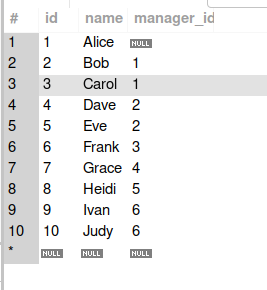 # id name manager_id
1 1 Alice NULL
2 2 Bob 1
3 3 Carol 1
4 4 Dave 2
5 5 Eve 2
6 6 Frank 3
7 7 Grace 4
8 8 Heidi 5
9 9 Ivan 6
10 10 Judy 6
* NULL NULL NULL